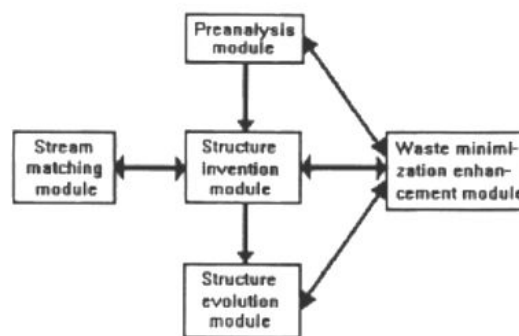 Preanalysis
module
Stream
matching
module
Structure
invention
module
Waste minimi-
zation enhan-
cement module
Structure
evolution
module